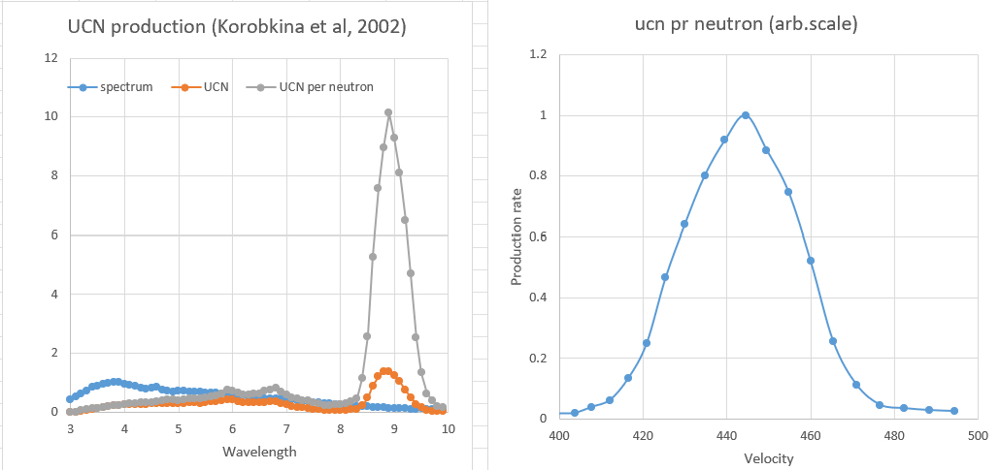 UCN production (Korobkina et al, 2002)
12
10
8
6
4
2
0
spectrum UCN UCN per neutron
3 4 5 6 7 8 9 10
Wavelength
ucn pr neutron (arb.scale)
Production rate
1.2
1
0.8
0.6
0.4
0.2
0
400 420 440 460 480 500
Velocity